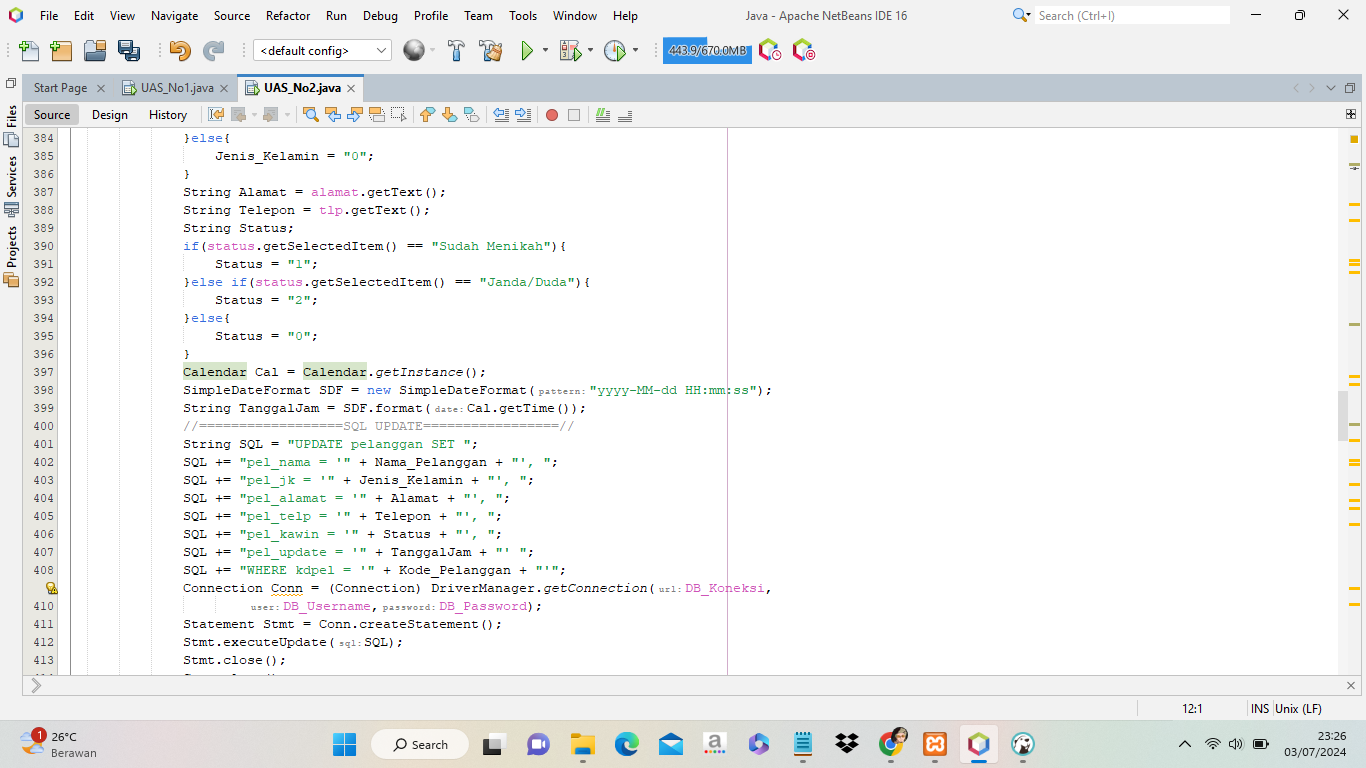 File Edit View Navigate Source Refactor Run Debug Profile Team Tools Window Help
Java - Apache NetBeans IDE 16
Search (Ctrl+I)
<default config>
443.9/670.0MB
Start Page
UAS_No1.java
UAS_No2.java
Source Design History
Files
Services
Projects
384 }else{
385 Jenis_Kelamin = "0";
386 }
387 String Alamat = alamat.getText();
388 String Telepon = tlp.getText();
389 String Status;
390 if(status.getSelectedItem() == "Sudah Menikah"){
391 Status = "1";
392 }else if(status.getSelectedItem() == "Janda/Duda"){
393 Status = "2";
394 }else{
395 Status = "0";
396 }
397 Calendar Cal = Calendar.getInstance();
398 SimpleDateFormat SDF = new SimpleDateFormat(pattern: "yyyy-MM-dd HH:mm:ss");
399 String TanggalJam = SDF.format(date: Cal.getTime());
400 //==================SQL UPDATE=================//
401 String SQL = "UPDATE pelanggan SET ";
402 SQL += "pel_nama = '" + Nama_Pelanggan + "', ";
403 SQL += "pel_jk = '" + Jenis_Kelamin + "', ";
404 SQL += "pel_alamat = '" + Alamat + "', ";
405 SQL += "pel_telp = '" + Telepon + "', ";
406 SQL += "pel_kawin = '" + Status + "', ";
407 SQL += "pel_update = '" + TanggalJam + "' ";
408 SQL += "WHERE kdpel = '" + Kode_Pelanggan + "'";
Connection Conn = (Connection) DriverManager.getConnection(url: DB_Koneksi,
410 user: DB_Username, password: DB_Password);
411 Statement Stmt = Conn.createStatement();
412 Stmt.executeUpdate(sql: SQL);
413 Stmt.close();
12:1 INS Unix (LF)
1
26°C
Berawan
Search
23:26
03/07/2024